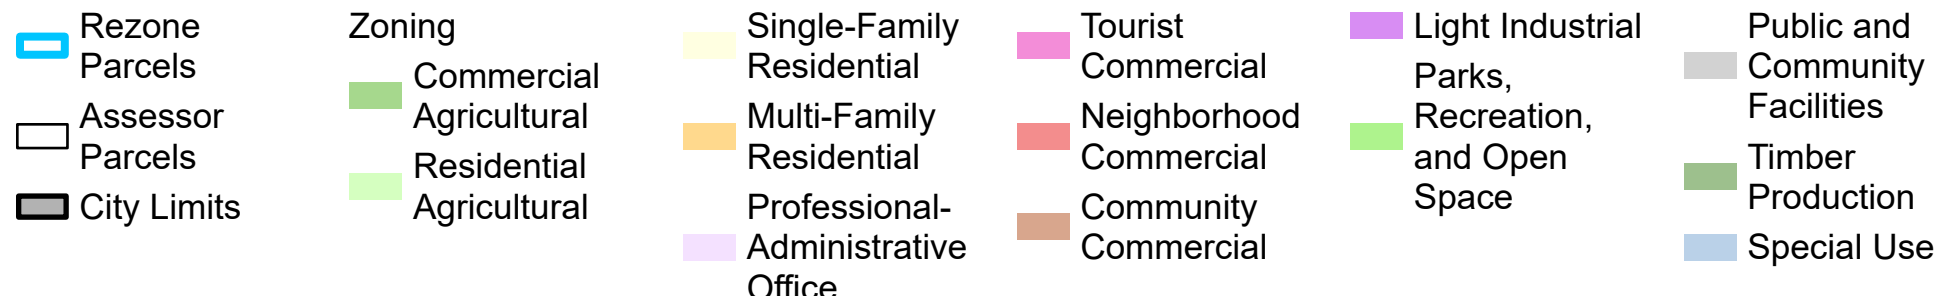 Rezone
Parcels
Assessor
Parcels
City Limits
Zoning
Commercial
Agricultural
Residential
Agricultural
Single-Family
Residential
Multi-Family
Residential
Professional-
Administrative
Office
Tourist
Commercial
Neighborhood
Commercial
Community
Commercial
Light Industrial
Parks,
Recreation,
and Open
Space
Public and
Community
Facilities
Timber
Production
Special Use